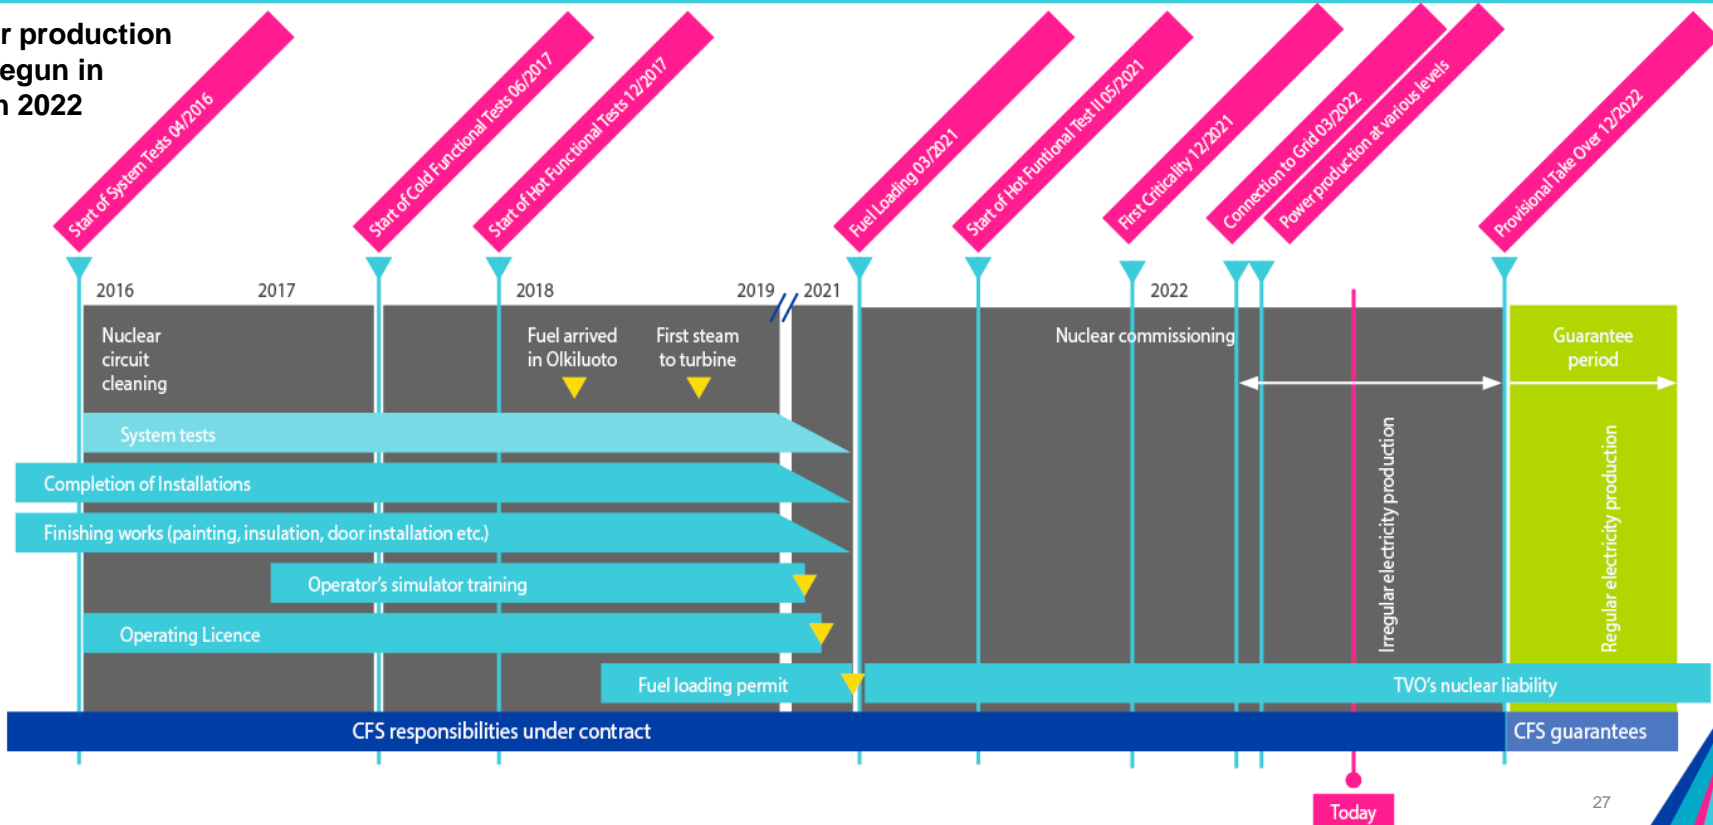 r production
egun in
n 2022
Start of System Tests 04/2016
Start of Cold Functional Tests 06/2017
Start of Hot Functional Tests 12/2017
Fuel Loading 03/2021
Start of Hot Funtional Test II 05/2021
First Criticality 12/2021
Connection to Grid 03/2022
Power production at various levels
Provisional Take Over 12/2022
2016
2017
2018
2019
2021
2022
Nuclear
circuit
cleaning
Fuel arrived
in Olkiluoto
First steam
to turbine
Nuclear commissioning
Guarantee
period
System tests
Completion of Installations
Finishing works (painting, insulation, door installation etc.)
Operator's simulator training
Operating Licence
Fuel loading permit
Irregular electricity production
Regular electricity production
TVO's nuclear liability
CFS responsibilities under contract
CFS guarantees
Today
27